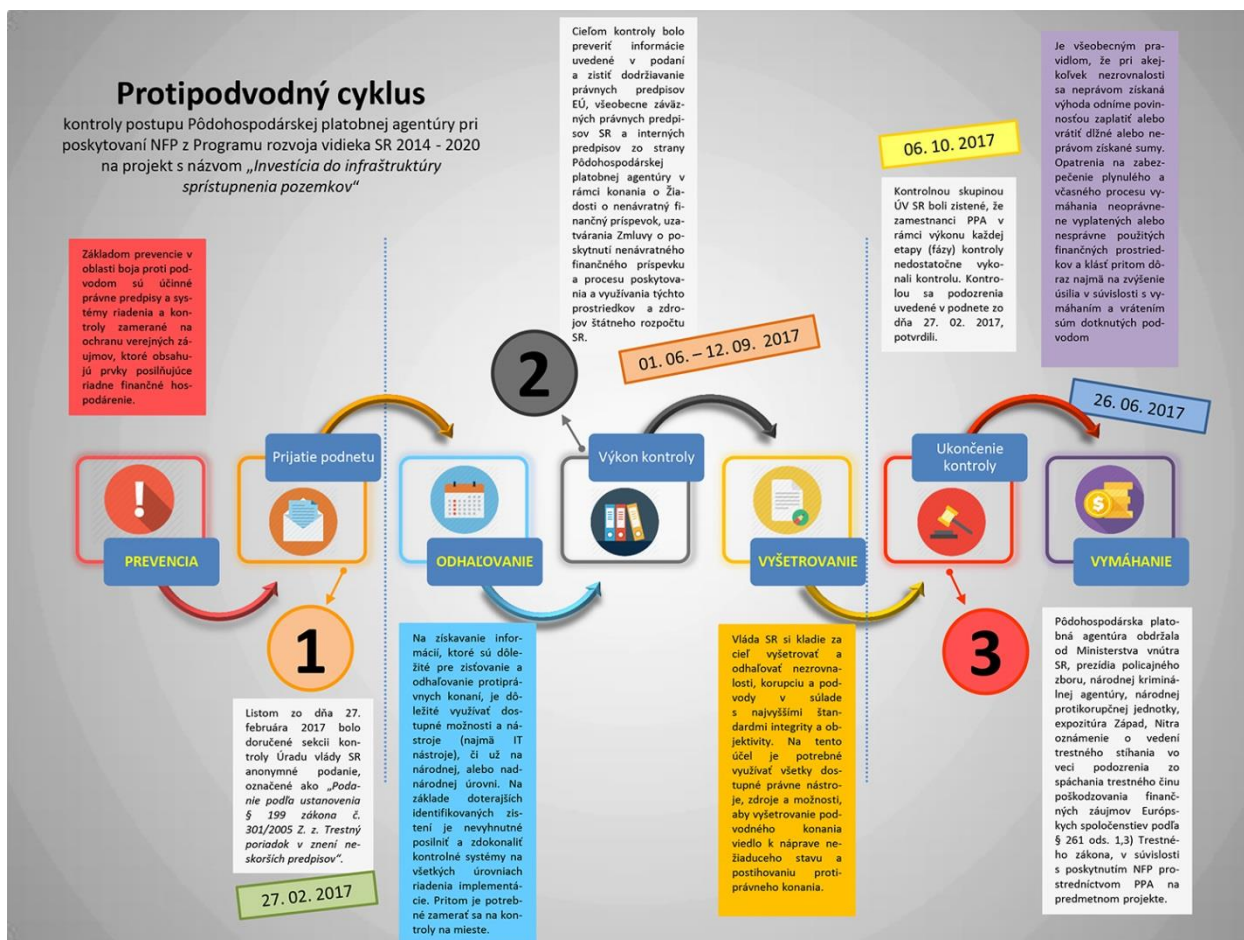 Protipodvodný cyklus
kontroly postupu Pôdohospodárskej platobnej agentúry pri
poskytovaní NFP z Programu rozvoja vidieka SR 2014 - 2020
na projekt s názvom „Investícia do infraštruktúry
sprístupnenia pozemkov“
Základom prevencie v
oblasti boja proti pod-
vodom sú účinné
právne predpisy a sys-
témy riadenia a kon-
troly zamerané na
ochranu verejných zá-
ujmov, ktoré obsahu-
jú prvky posilňujúce
riadne finančné hos-
podárenie.
PREVENCIA
Prijatie podnetu
1
Listom zo dňa 27.
februára 2017 bolo
doručené sekcii kon-
troly Úradu vlády SR
anonymné podanie,
označené ako „Poda-
nie podľa ustanovenia
§ 199 zákona č.
301/2005 Z. z. Trestný
poriadok v znení ne-
skorších predpisov“.
27. 02. 2017
ODHAĽOVANIE
Na získavanie infor-
mácií, ktoré sú dôle-
žité pre zisťovanie a
odhaľovanie protipráv-
nych konaní, je dô-
ležité využívať dos-
tupné možnosti a ná-
stroje (najmä IT
nástroje), či už na
národnej, alebo nad-
národnej úrovni. Na
základe doterajších
identifikovaných zis-
tení je nevyhnutné
posilniť a zdokonaliť
kontrolné systémy na
všetkých úrovniach
riadenia implementá-
cie. Pritom je potreb-
né zamerať sa na kon-
troly na mieste.
Cieľom kontroly bolo
preveriť informácie
uvedené v podaní
a zistiť dodržiavanie
právnych predpisov
EÚ, všeobecne záväz-
ných právnych predpi-
sov SR a interných
predpisov zo strany
Pôdohospodárskej
platobnej agentúry v
rámci konania o Žia-
dosti o nenávratný fi-
nančný príspevok, uza-
tvárania Zmluvy o po-
skytnutí nenávratného
finančného príspevku
a procesu poskytova-
nia a využívania týchto
prostriedkov a zdro-
jov štátneho rozpočtu
SR.
2
01. 06. – 12. 09. 2017
Výkon kontroly
VYŠETROVANIE
Vláda SR si kladie za
cieľ vyšetrovať a
odhaľovať nezrovna-
losti, korupciu a pod-
vody v súlade
s najvyššími štan-
dardmi integrity a ob-
jektivity. Na tento
účel je potrebné
využívať všetky dos-
tupné právne nástro-
je, zdroje a možnosti,
aby vyšetrovanie pod-
vodného konania
viedlo k náprave ne-
žiaduceho stavu a
postihovaniu proti-
právneho konania.
06. 10. 2017
Kontrolnou skupinou
ÚV SR boli zistené, že
zamestnanci PPA v
rámci výkonu každej
etapy (fázy) kontroly
nedostatočne vyko-
nali kontrolu. Kontro-
lou sa podozrenia
uvedené v podnete zo
dňa 27. 02. 2017,
potvrdili.
Ukončenie
kontroly
3
Je všeobecným pra-
vidlom, že pri akej-
koľvek nezrovnalosti
sa neprávom získaná
výhoda odníme povin-
nosťou zaplatiť alebo
vrátiť dlžné alebo ne-
právom získané sumy.
Opatrenia na zabez-
pečenie plynulého a
včasného procesu vy-
máhania neoprávne-
ne vyplatených alebo
nesprávne použitých
finančných prostried-
kov a klásť pritom dô-
raz najmä na zvýšenie
úsilia v súvislosti s vy-
máhaním a vrátením
súm dotknutých pod-
vodom
26. 06. 2017
VYMÁHANIE
Pôdohospodárska plato-
bná agentúra obdržala
od Ministerstva vnútra
SR, prezídia policajného
zboru, národnej kriminá-
lnej agentúry, národnej
protikorupčnej jednotky,
expozitúra Západ, Nitra
oznámenie o vedení
trestného stíhania vo
veci podozrenia zo
spáchania trestného činu
poškodzovania finanč-
ných záujmov Európ-
skych spoločenstiev podľa
§ 261 ods. 1,3) Trestné-
ho zákona, v súvislosti
s poskytnutím NFP pro-
stredníctvom PPA na
predmetnom projekte.